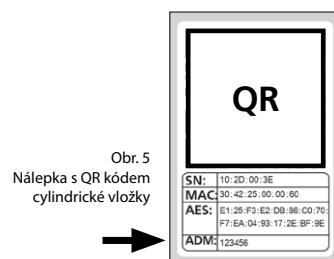 QR
Obr. 5
Nálepka s QR kódem
cylindrické vložky
SN: 10:2D:00:3E
MAC: 30:42:25:00:00:60
AES: E1:25:F3:E2:DB:86:C0:70:
F7:EA:04:93:17:2E:BF:9E
ADM: 123456